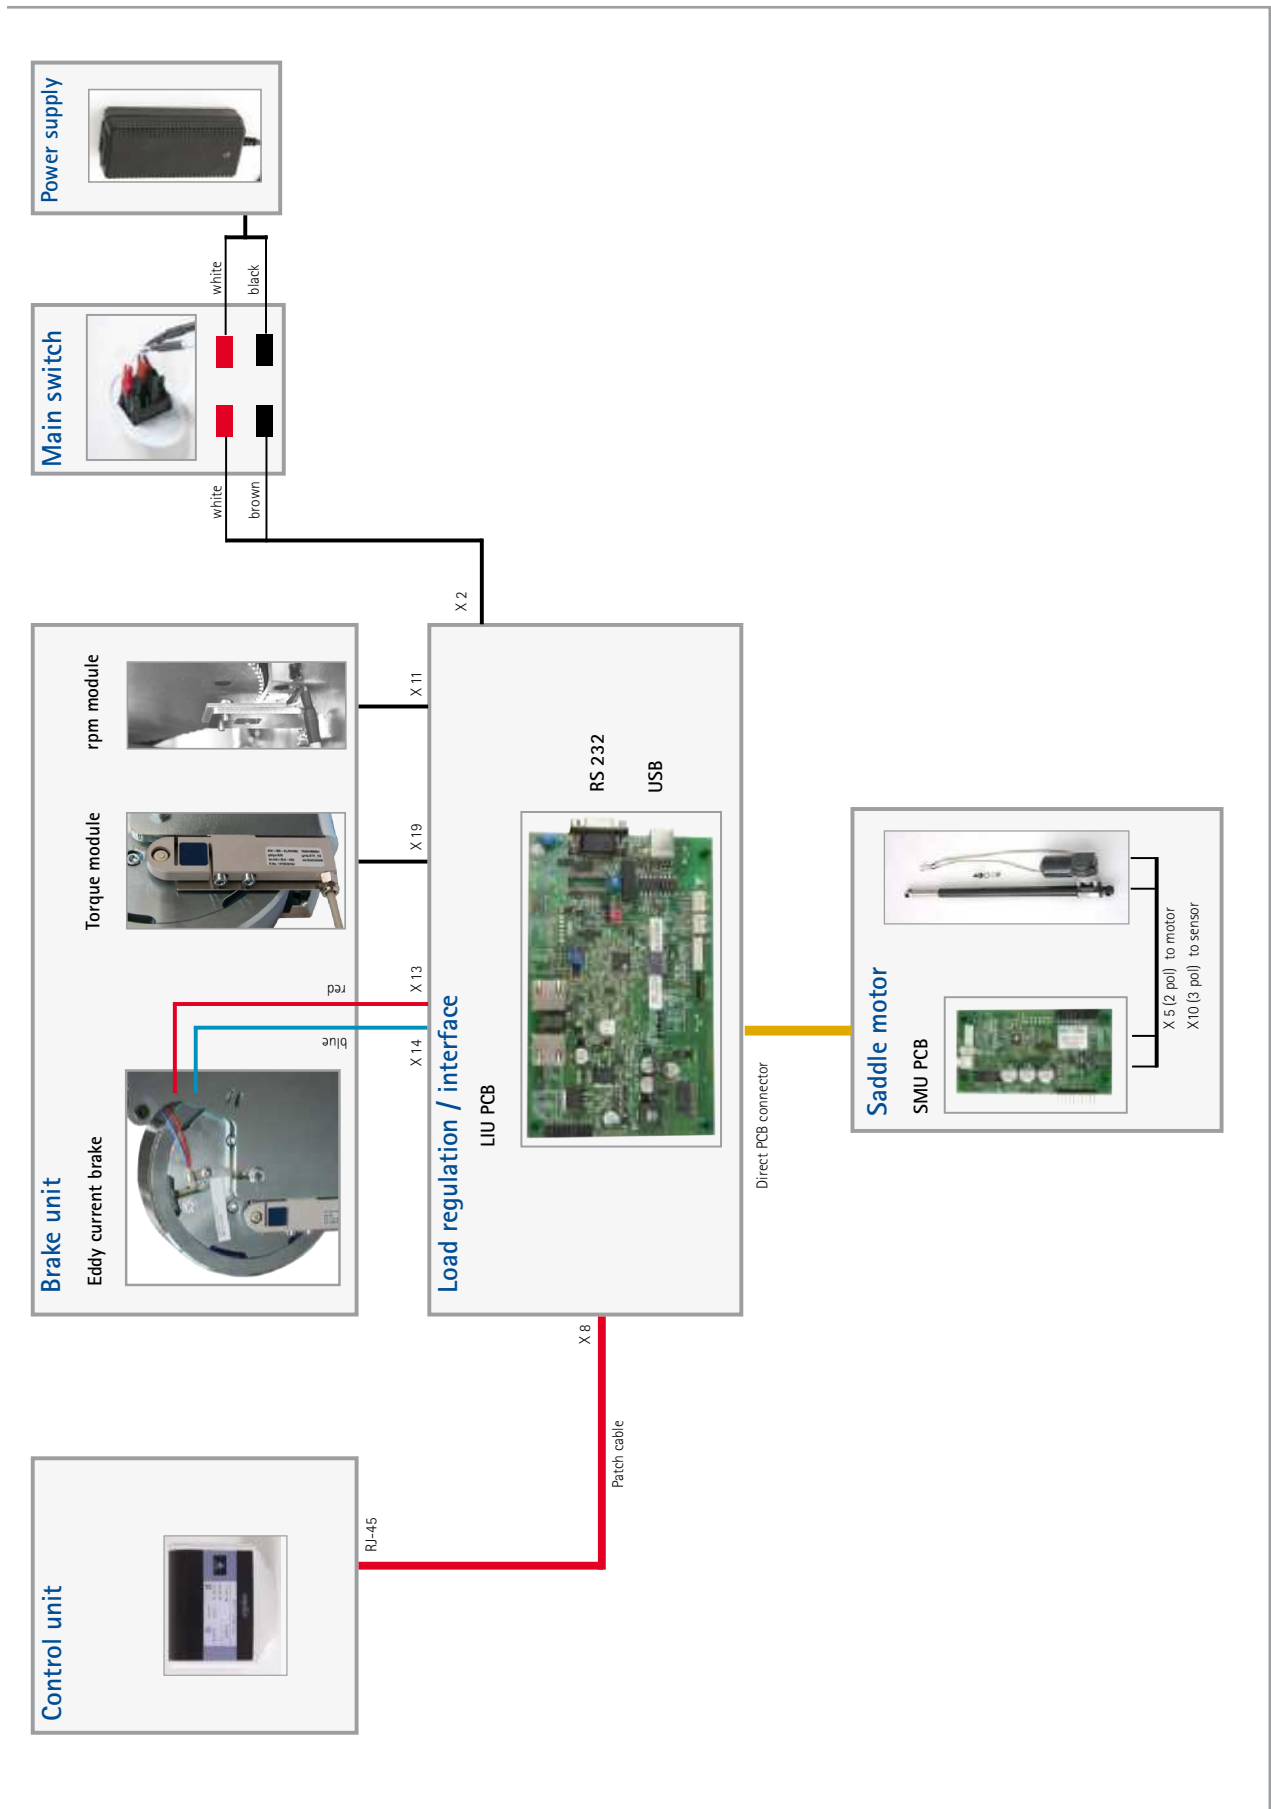 Control unit
RJ-45
Patch cable
X 8
Brake unit
Eddy current brake
Torque module
rpm module
blue
red
X 14
X 13
X 19
X 11
Load regulation / interface
LIU PCB
RS 232
USB
X 2
Main switch
white
brown
white
black
Power supply
Direct PCB connector
Saddle motor
SMU PCB
X 5 (2 pol) to motor
X10 (3 pol) to sensor